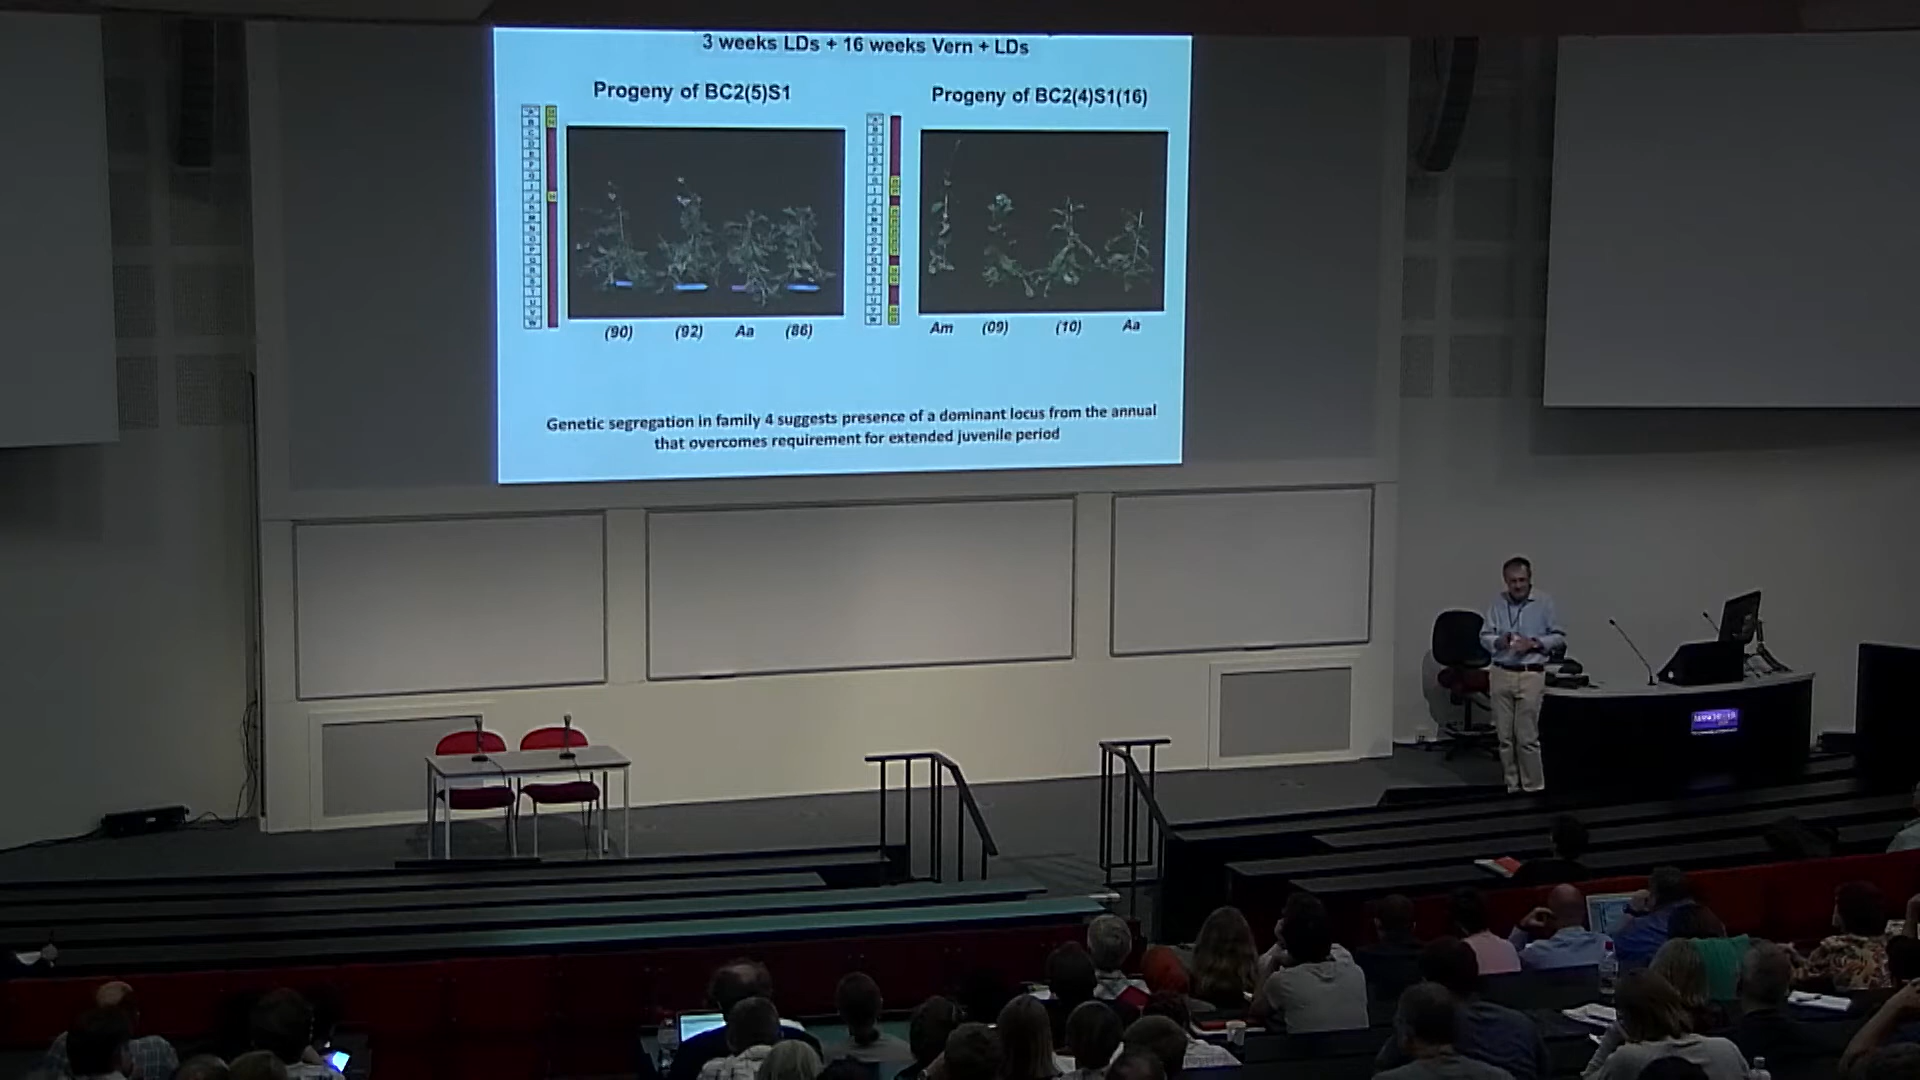 3 weeks LDs + 16 weeks Vern + LDs
Progeny of BC2(5)S1
Progeny of BC2(4)S1(16)
(90) (92) Aa (86)
Am (09) (10) Aa
Genetic segregation in family 4 suggests presence of a dominant locus from the annual
that overcomes requirement for extended juvenile period